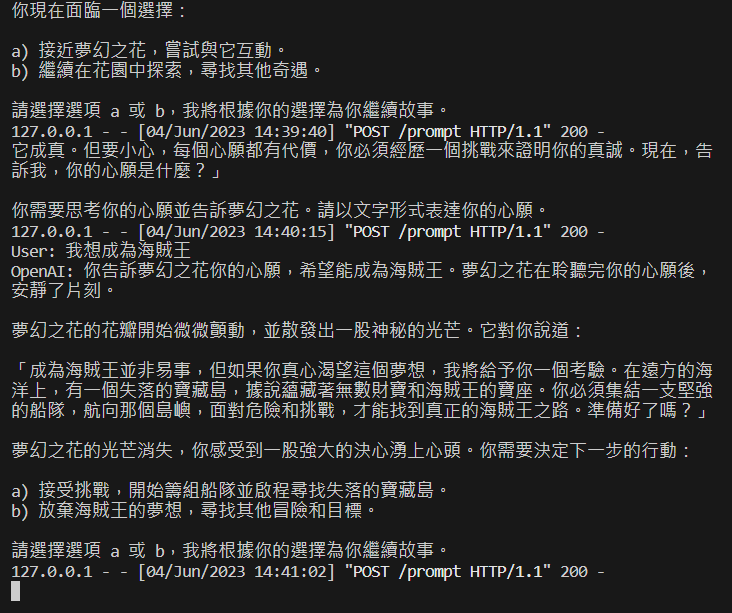 你現在面臨一個選擇：
a) 接近夢幻之花，嘗試與它互動。
b) 繼續在花園中探索，尋找其他奇遇。
請選擇選項 a 或 b，我將根據你的選擇為你繼續故事。
127.0.0.1 - - [04/Jun/2023 14:39:40] "POST /prompt HTTP/1.1" 200 -
它成真。但要小心，每個心願都有代價，你必須經歷一個挑戰來證明你的真誠。現在，告
訴我，你的心願是什麼？」
你需要思考你的心願並告訴夢幻之花。請以文字形式表達你的心願。
127.0.0.1 - - [04/Jun/2023 14:40:15] "POST /prompt HTTP/1.1" 200 -
User: 我想成為海賊王
OpenAI: 你告訴夢幻之花你的心願，希望能成為海賊王。夢幻之花在聆聽完你的心願後，
安靜了片刻。
夢幻之花的花瓣開始微微顫動，並散發出一股神秘的光芒。它對你說道：
「成為海賊王並非易事，但如果你真心渴望這個夢想，我將給予你一個考驗。在遠方的海
洋上，有一個失落的寶藏島，據說蘊藏著無數財寶和海賊王的寶座。你必須集結一支堅強
的船隊，航向那個島嶼，面對危險和挑戰，才能找到真正的海賊王之路。準備好了嗎？」
夢幻之花的光芒消失，你感受到一股強大的決心湧上心頭。你需要決定下一步的行動：
a) 接受挑戰，開始籌組船隊並啟程尋找失落的寶藏島。
b) 放棄海賊王的夢想，尋找其他冒險和目標。
請選擇選項 a 或 b，我將根據你的選擇為你繼續故事。
127.0.0.1 - - [04/Jun/2023 14:41:02] "POST /prompt HTTP/1.1" 200 -